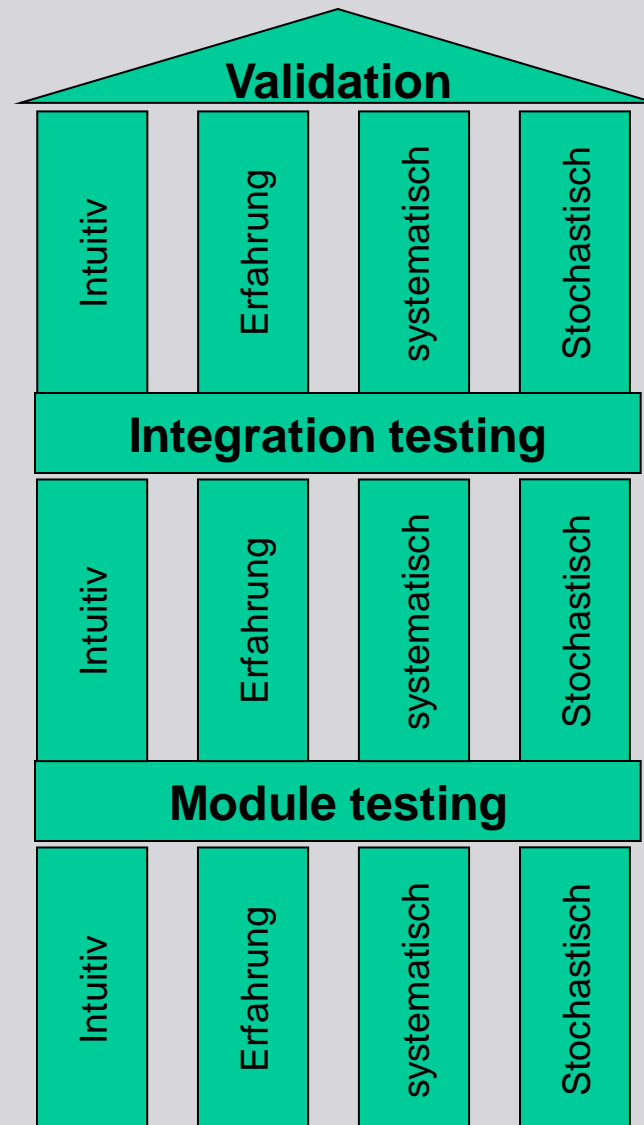 Validation
Intuitiv
Erfahrung
systematisch
Stochastisch
Integration testing
Intuitiv
Erfahrung
systematisch
Stochastisch
Module testing
Intuitiv
Erfahrung
systematisch
Stochastisch